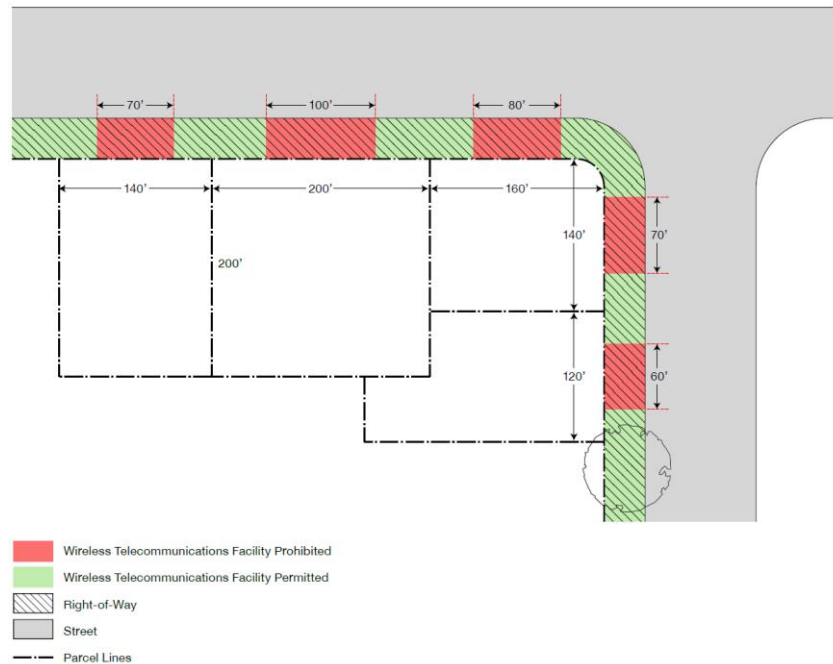 70’
100’
80’
140’
200’
160’
140’
70’
200’
120’
60’
Wireless Telecommunications Facility Prohibited
Wireless Telecommunications Facility Permitted
Right-of-Way
Street
Parcel Lines